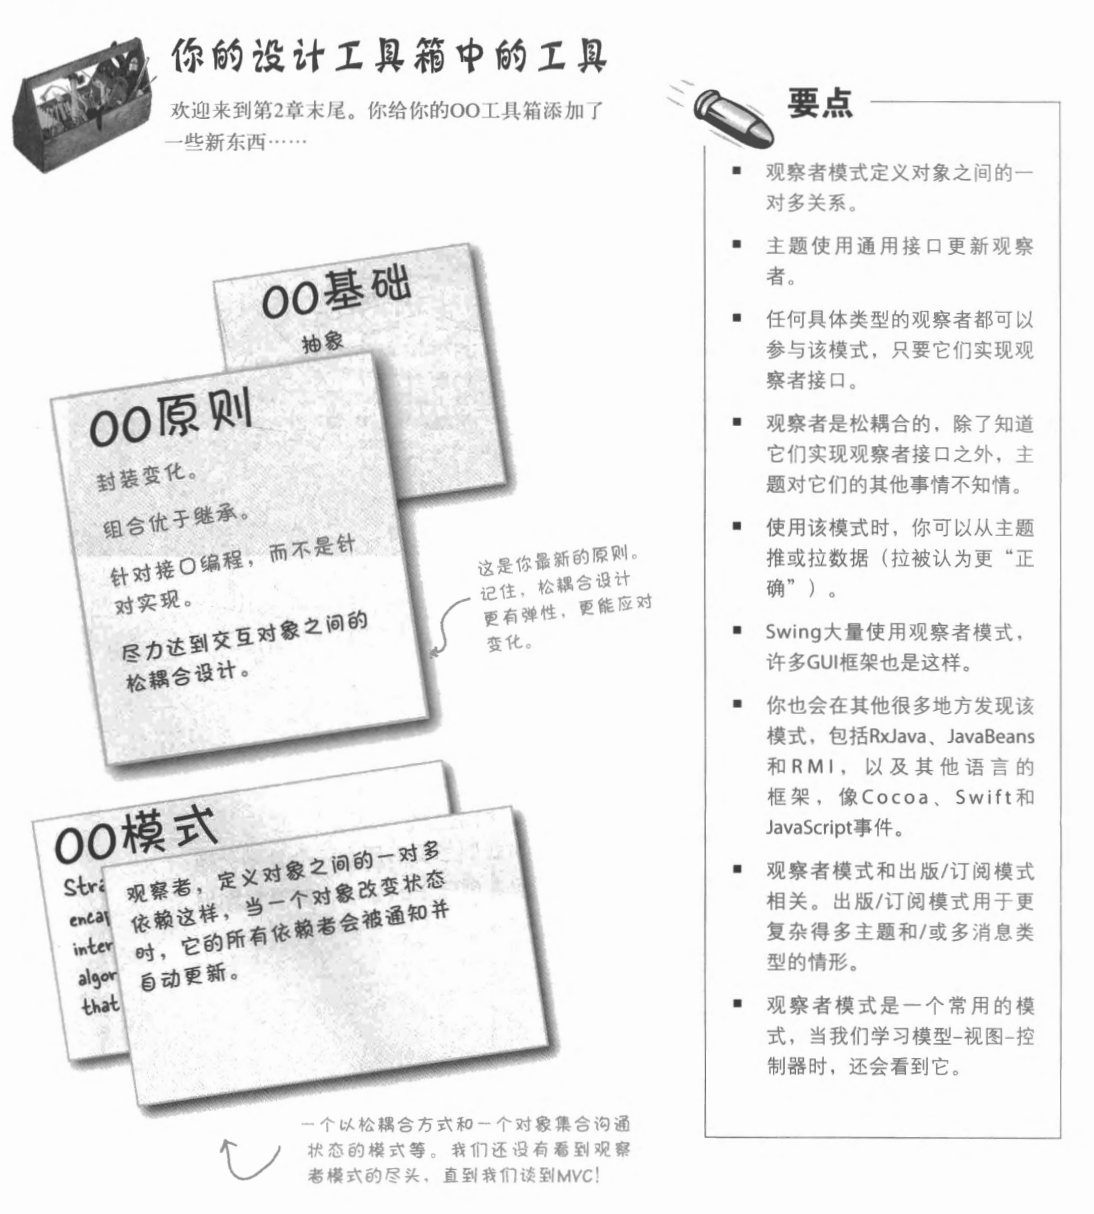 你的设计工具箱中的工具
欢迎来到第2章末尾。你给你的OO工具箱添加了
一些新东西……
OO基础
抽象
OO原则
封装变化。
组合优于继承。
针对接口编程，而不是针
对实现。
尽力达到交互对象之间的
松耦合设计。
这是你最新的原则。
记住，松耦合设计
更有弹性，更能应对
变化。
OO模式
Stra
encap
inter
algor
that
观察者，定义对象之间的一对多
依赖这样，当一个对象改变状态
时，它的所有依赖者会被通知并
自动更新。
一个以松耦合方式和一个对象集合沟通
状态的模式等。我们还没有看到观察
者模式的尽头，直到我们谈到MVC！
要点
■ 观察者模式定义对象之间的一
对多关系。
■ 主题使用通用接口更新观察
者。
■ 任何具体类型的观察者都可以
参与该模式，只要它们实现观
察者接口。
■ 观察者是松耦合的，除了知道
它们实现观察者接口之外，主
题对它们的其他事情不知情。
■ 使用该模式时，你可以从主题
推或拉数据（拉被认为更“正
确”）。
■ Swing大量使用观察者模式，
许多GUI框架也是这样。
■ 你也会在其他很多地方发现该
模式，包括RxJava、JavaBeans
和RMI，以及其他语言的
框架，像Cocoa、Swift和
JavaScript事件。
■ 观察者模式和出版/订阅模式
相关。出版/订阅模式用于更
复杂得多主题和/或多消息类
型的情形。
■ 观察者模式是一个常用的模
式，当我们学习模型-视图-控
制器时，还会看到它。